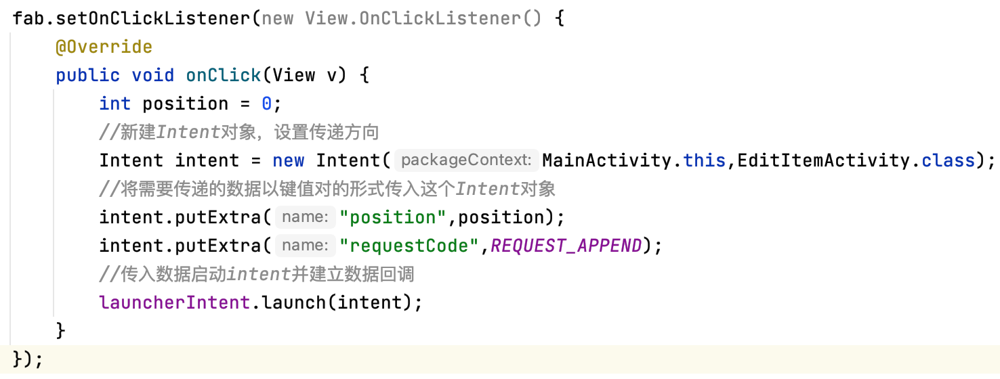 fab.setOnClickListener(new View.OnClickListener() {
@Override
public void onClick(View v) {
int position = 0;
//新建Intent对象，设置传递方向
Intent intent = new Intent( packageContext: MainActivity.this,EditItemActivity.class);
//将需要传递的数据以键值对的形式传入这个Intent对象
intent.putExtra( name: "position",position);
intent.putExtra( name: "requestCode",REQUEST_APPEND);
//传入数据启动intent并建立数据回调
launcherIntent.launch(intent);
}
});